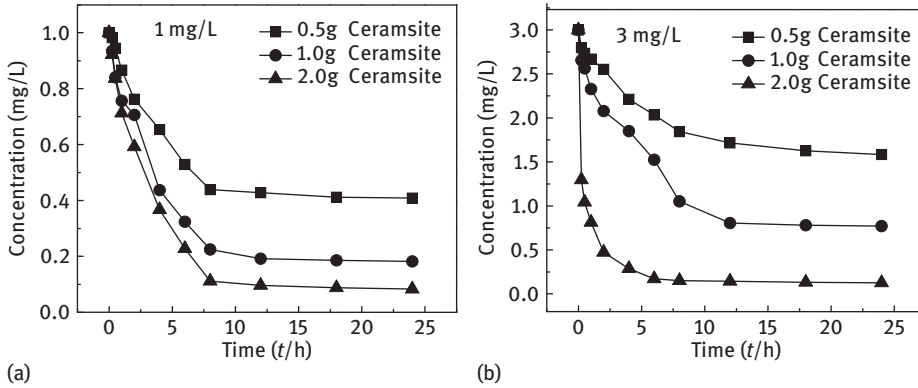 1 mg/L
0.5g Ceramsite
1.0g Ceramsite
2.0g Ceramsite
Concentration (mg/L)
1.0
0.8
0.6
0.4
0.2
0.0
0 5 10 15 20 25
Time (t/h)
(a)
3 mg/L
0.5g Ceramsite
1.0g Ceramsite
2.0g Ceramsite
Concentration (mg/L)
3.0
2.5
2.0
1.5
1.0
0.5
0.0
0 5 10 15 20 25
Time (t/h)
(b)